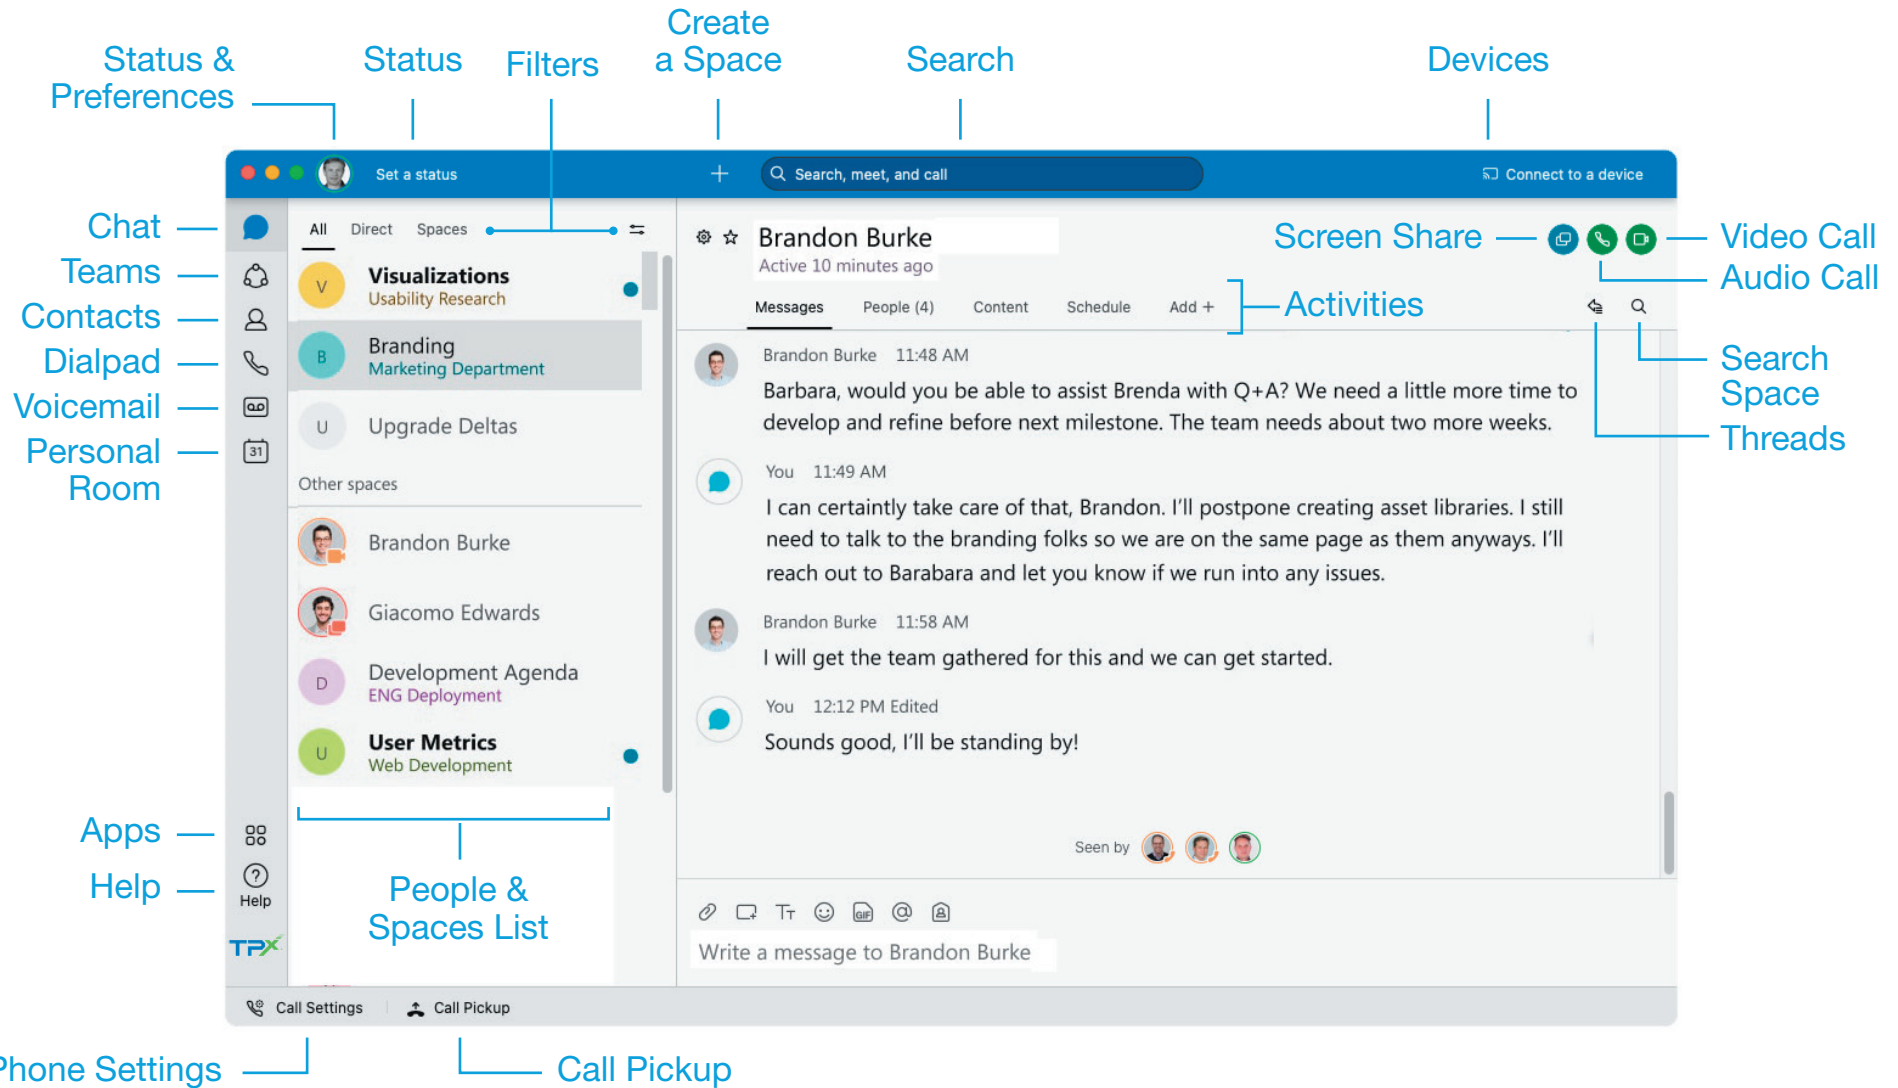 Create
a Space
Status &
Preferences
Status
Filters
Search
Devices
Set a status
Search, meet, and call
Connect to a device
Chat
Teams
Contacts
Dialpad
Voicemail
Personal
Room
31
All
Direct
Spaces
V
Visualizations
Usability Research
B
Branding
Marketing Department
U
Upgrade Deltas
Other spaces
Brandon Burke
Giacomo Edwards
D
Development Agenda
ENG Deployment
U
User Metrics
Web Development
People &
Spaces List
Apps
Help
Help
TPx
Brandon Burke
Active 10 minutes ago
Screen Share
Video Call
Audio Call
Messages
People (4)
Content
Schedule
Add +
Activities
Search
Space
Threads
Brandon Burke 11:48 AM
Barbara, would you be able to assist Brenda with Q+A? We need a little more time to
develop and refine before next milestone. The team needs about two more weeks.
You 11:49 AM
I can certaintly take care of that, Brandon. I'll postpone creating asset libraries. I still
need to talk to the branding folks so we are on the same page as them anyways. I'll
reach out to Barabara and let you know if we run into any issues.
Brandon Burke 11:58 AM
I will get the team gathered for this and we can get started.
You 12:12 PM Edited
Sounds good, I'll be standing by!
Seen by
GIF
Write a message to Brandon Burke
Call Settings
Call Pickup
Phone Settings
Call Pickup